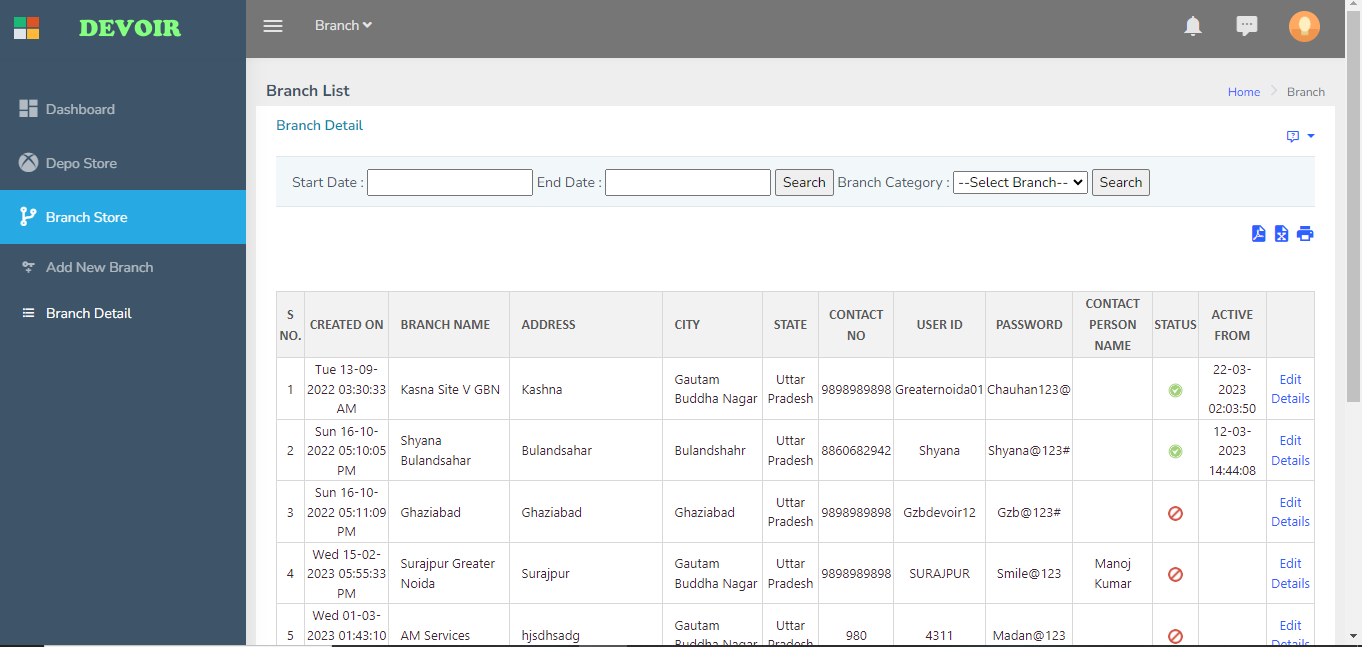 DEVOIR
Branch
Dashboard
Depo Store
Branch Store
Add New Branch
Branch Detail
Branch List
Home > Branch
Branch Detail
Start Date : End Date : Search Branch Category : --Select Branch-- Search
S NO. CREATED ON BRANCH NAME ADDRESS CITY STATE CONTACT NO USER ID PASSWORD CONTACT PERSON NAME STATUS ACTIVE FROM
1 Tue 13-09-2022 03:30:33 AM Kasna Site V GBN Kashna Gautam Buddha Nagar Uttar Pradesh 9898989898 Greaternoida01 Chauhan123@ 22-03-2023 02:03:50 Edit Details
2 Sun 16-10-2022 05:10:05 PM Shyana Bulandsahar Bulandsahar Bulandshahr Uttar Pradesh 8860682942 Shyana Shyana@123# 12-03-2023 14:44:08 Edit Details
3 Sun 16-10-2022 05:11:09 PM Ghaziabad Ghaziabad Ghaziabad Uttar Pradesh 9898989898 Gzbdevoir12 Gzb@123# Edit Details
4 Wed 15-02-2023 05:55:33 PM Surajpur Greater Noida Surajpur Gautam Buddha Nagar Uttar Pradesh 9898989898 SURAJPUR Smile@123 Manoj Kumar Edit Details
5 Wed 01-03-2023 01:43:10 AM Services hjsdhsadg Gautam Buddha Nagar Uttar Pradesh 980 4311 Madan@123 Edit Details